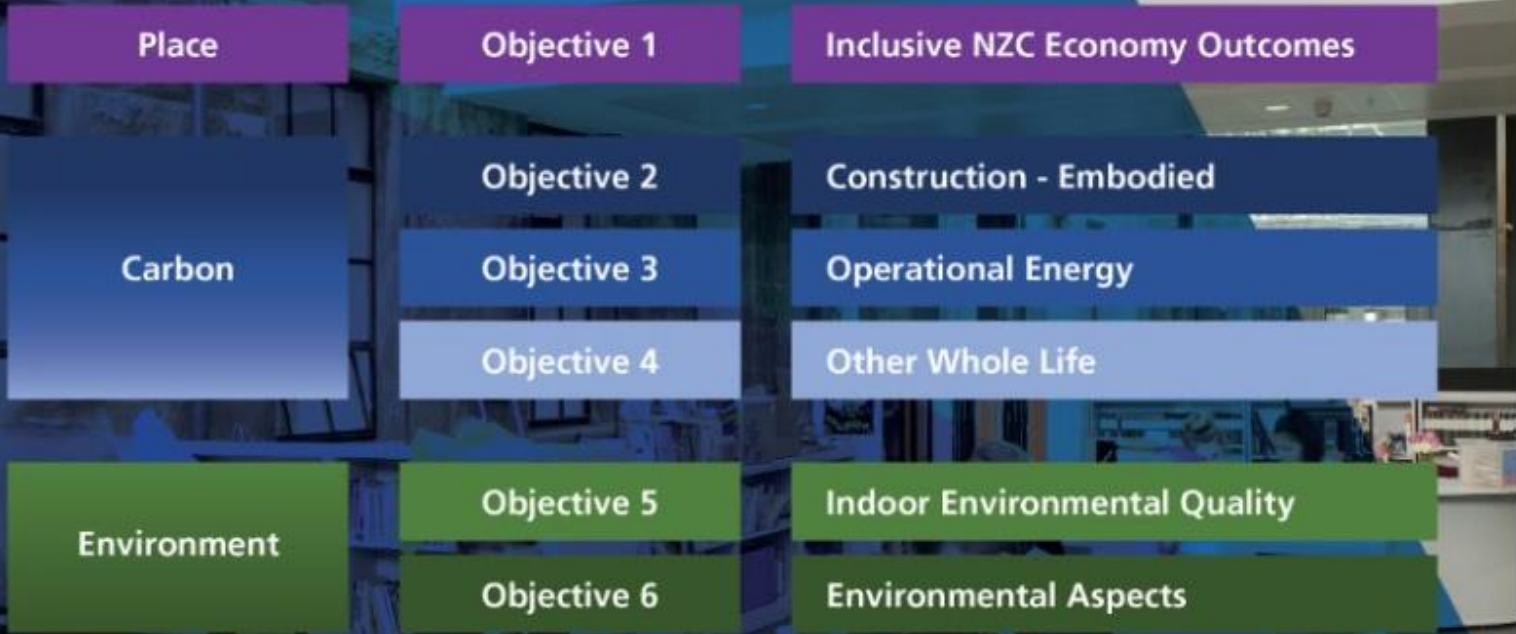 Place Objective 1 Inclusive NZC Economy Outcomes
Objective 2 Construction - Embodied
Carbon Objective 3 Operational Energy
Objective 4 Other Whole Life
Objective 5 Indoor Environmental Quality
Environment
Objective 6 Environmental Aspects